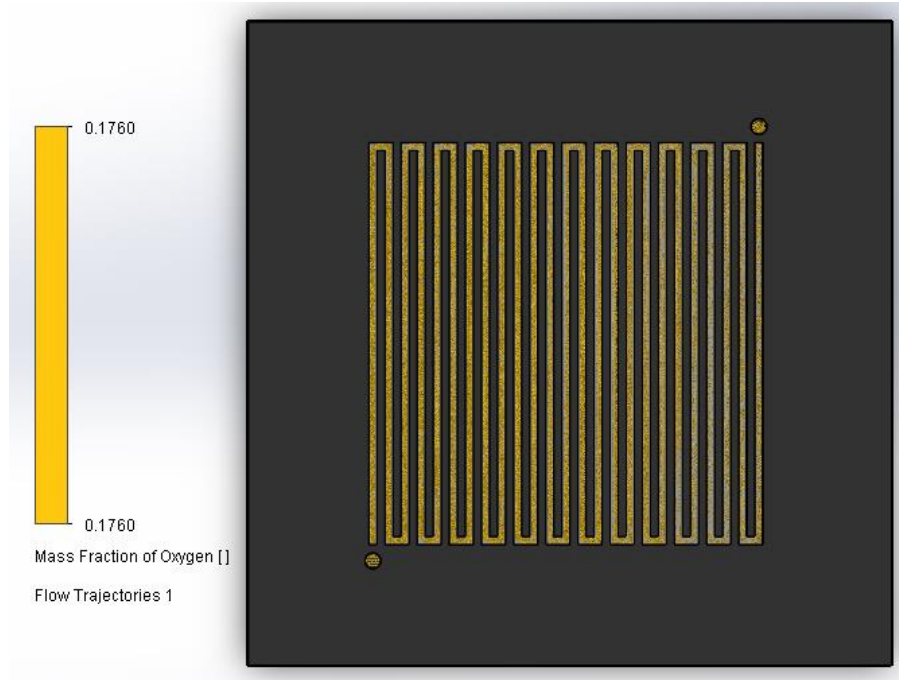 0.1760
0.1760
Mass Fraction of Oxygen [ ]
Flow Trajectories 1